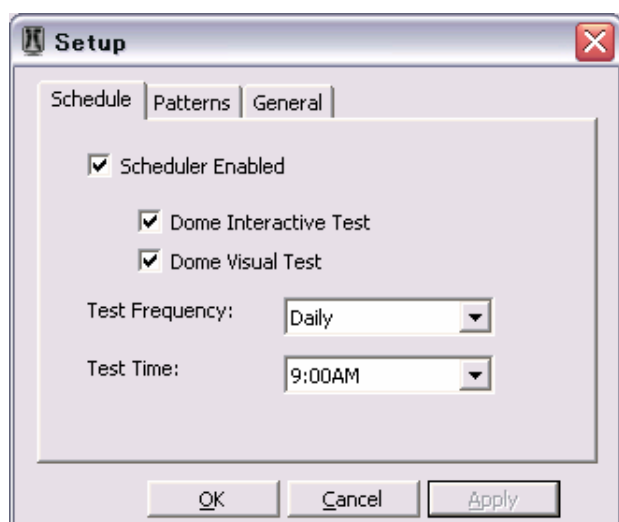 Setup
Schedule Patterns General
Scheduler Enabled
Dome Interactive Test
Dome Visual Test
Test Frequency: Daily
Test Time: 9:00AM
OK Cancel Apply